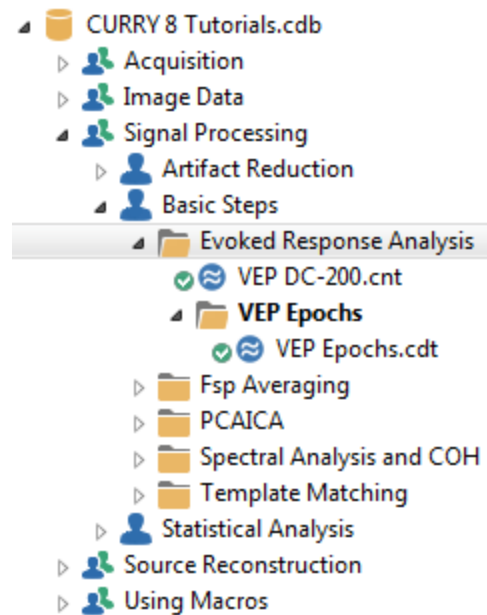 CURRY 8 Tutorials.cdb
Acquisition
Image Data
Signal Processing
Artifact Reduction
Basic Steps
Evoked Response Analysis
VEP DC-200.cnt
VEP Epochs
VEP Epochs.cdt
Fsp Averaging
PCAICA
Spectral Analysis and COH
Template Matching
Statistical Analysis
Source Reconstruction
Using Macros